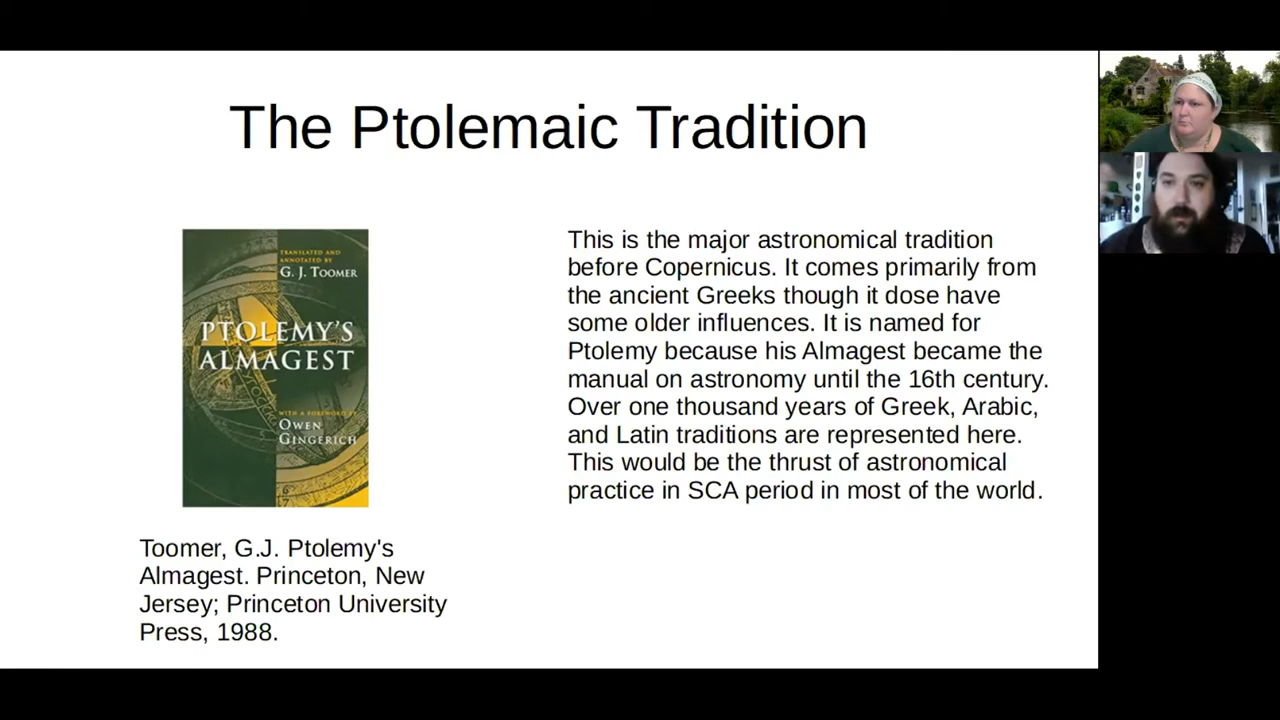 The Ptolemaic Tradition
TRANSLATED AND
ANNOTATED BY
G. J. TOOMER
PTOLEMY'S
ALMAGEST
WITH A FOREWORD BY
OWEN
GINGERICH
Toomer, G.J. Ptolemy's
Almagest. Princeton, New
Jersey; Princeton University
Press, 1988.
This is the major astronomical tradition
before Copernicus. It comes primarily from
the ancient Greeks though it dose have
some older influences. It is named for
Ptolemy because his Almagest became the
manual on astronomy until the 16th century.
Over one thousand years of Greek, Arabic,
and Latin traditions are represented here.
This would be the thrust of astronomical
practice in SCA period in most of the world.